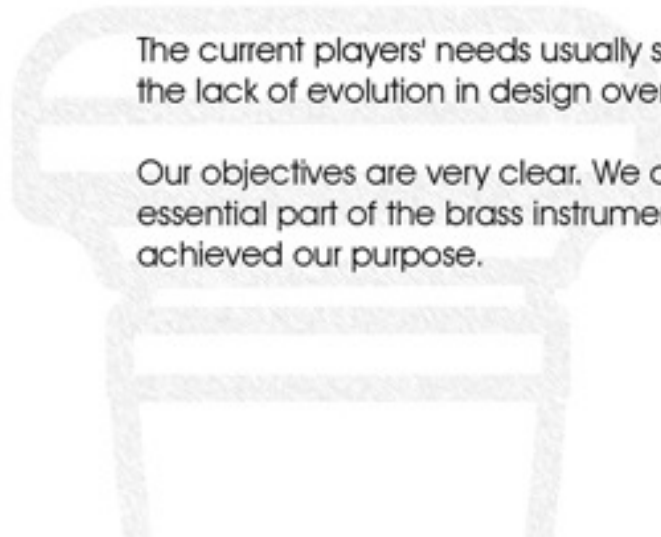 The current players' needs usually
the lack of evolution in design over
Our objectives are very clear. We
essential part of the brass
achieved our purpose.